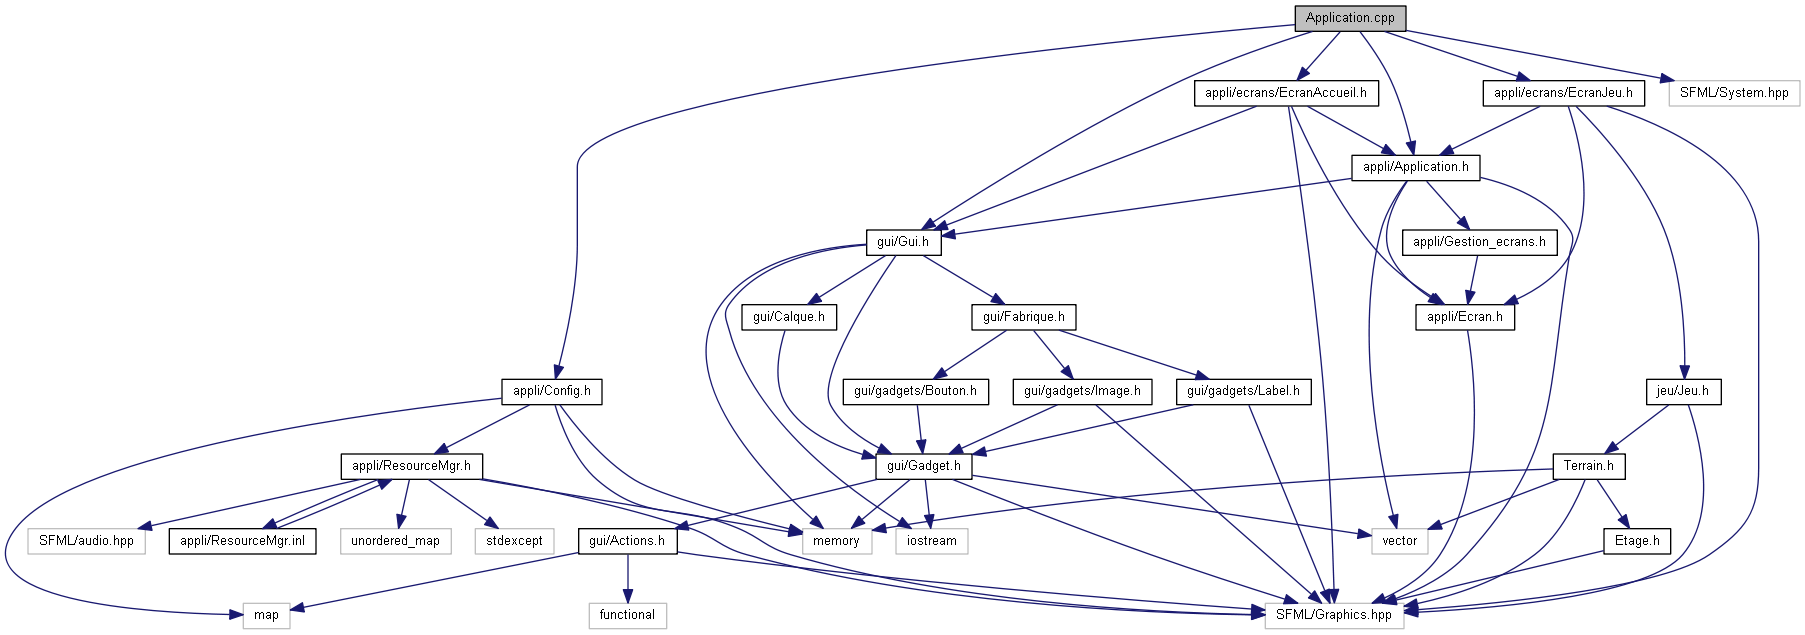 Application.cpp
appli/ecrans/EcranAccueil.h
appli/ecrans/EcranJeu.h
SFML/System.hpp
appli/Application.h
gui/Gui.h
appli/Gestion_ecrans.h
gui/Calque.h
gui/Fabrique.h
appli/Ecran.h
appli/Config.h
gui/gadgets/Bouton.h
gui/gadgets/Image.h
gui/gadgets/Label.h
jeu/Jeu.h
appli/ResourceMgr.h
gui/Gadget.h
Terrain.h
SFML/audio.hpp
appli/ResourceMgr.inl
unordered_map
stdexcept
gui/Actions.h
memory
iostream
vector
Etage.h
map
functional
SFML/Graphics.hpp